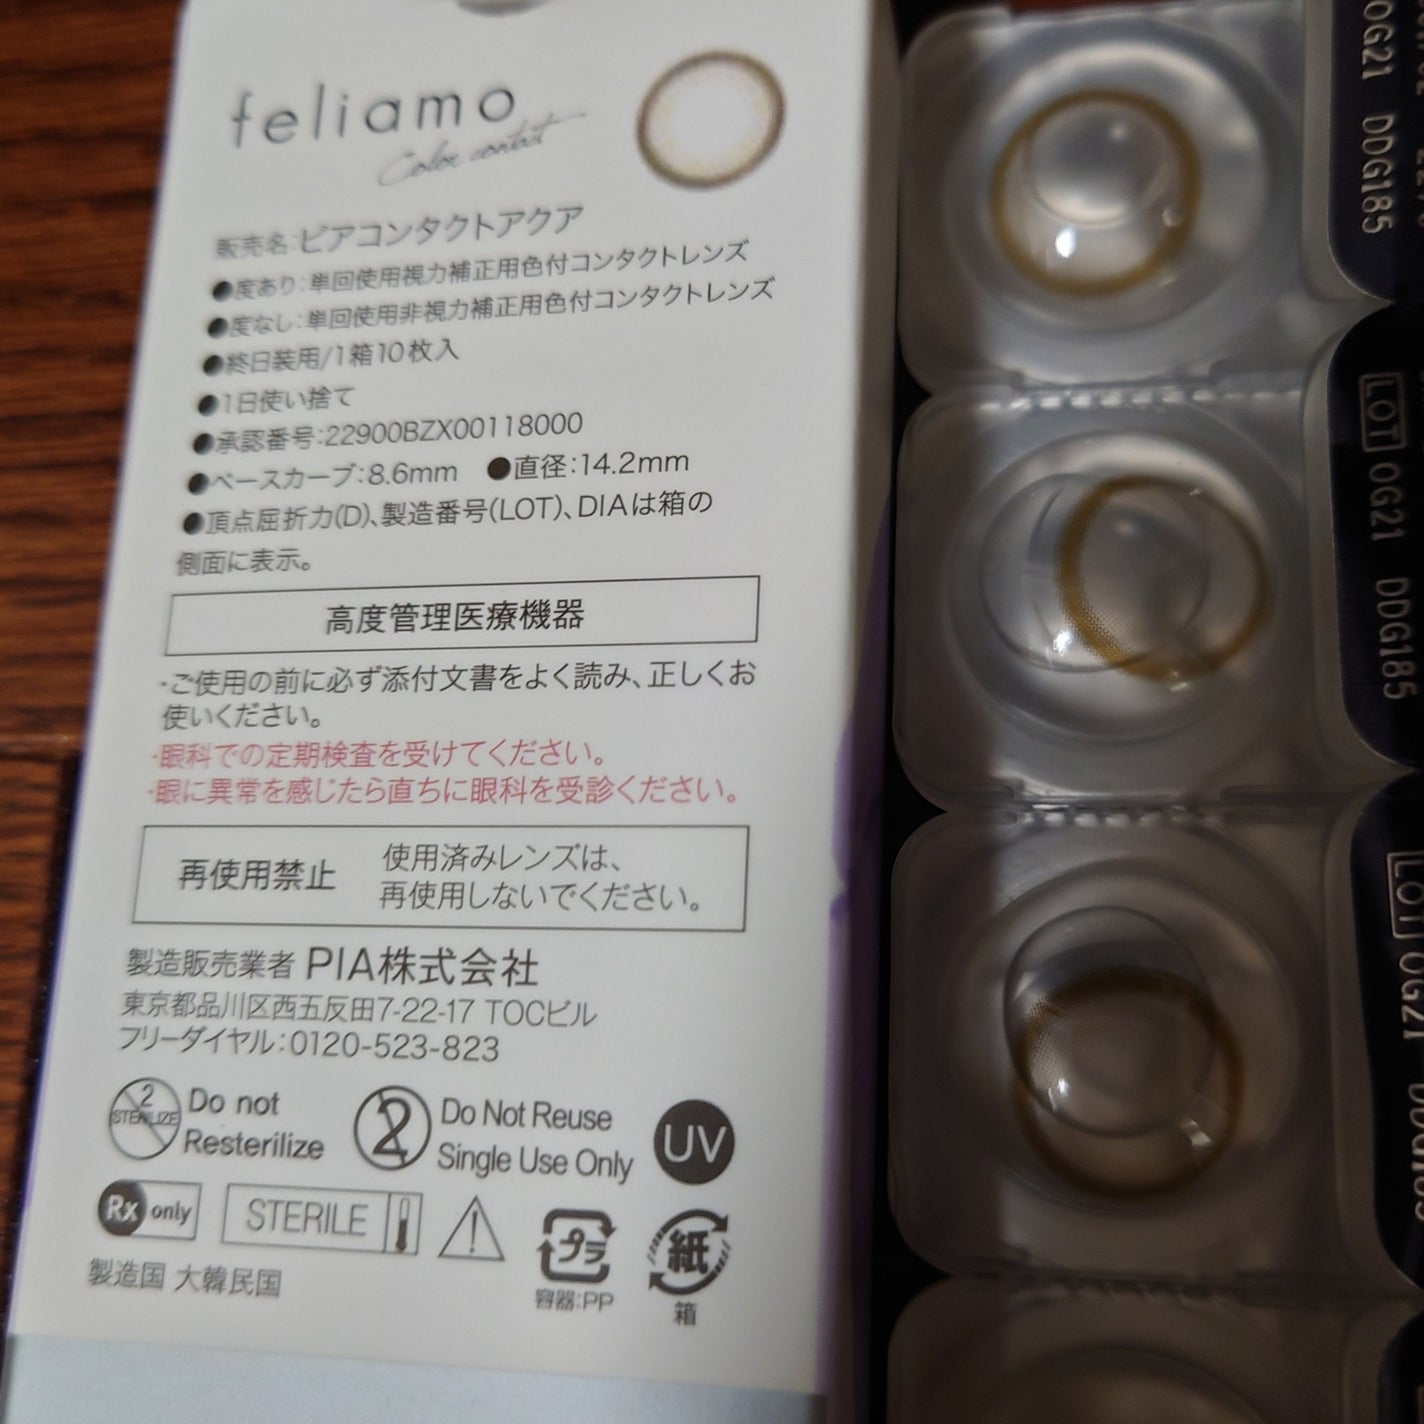 feliamo
Color contact
販売名:ピアコンタクトアクア
●度あり:単回使用視力補正用色付コンタクトレンズ
●度なし:単回使用非視力補正用色付コンタクトレンズ
●終日装用/1箱10枚入
●1日使い捨て
●承認番号:22900BZX00118000
●ベースカーブ:8.6mm ●直径:14.2mm
●頂点屈折力(D)、製造番号(LOT)、DIAは箱の
側面に表示。
高度管理医療機器
・ご使用の前に必ず添付文書をよく読み、正しくお
使いください。
・眼科での定期検査を受けてください。
・眼に異常を感じたら直ちに眼科を受診ください。
再使用禁止
使用済みレンズは、
再使用しないでください。
製造販売業者 PIA株式会社
東京都品川区西五反田7-22-17 TOCビル
フリーダイヤル:0120-523-823
2
STERILIZE
Do not
Resterilize
2
Do Not Reuse
Single Use Only
UV
Rx only
STERILE
プラ
容器:PP
紙
箱
製造国 大韓民国
OG21 DDG185
LOT OG21 DDG185
LOT OG21